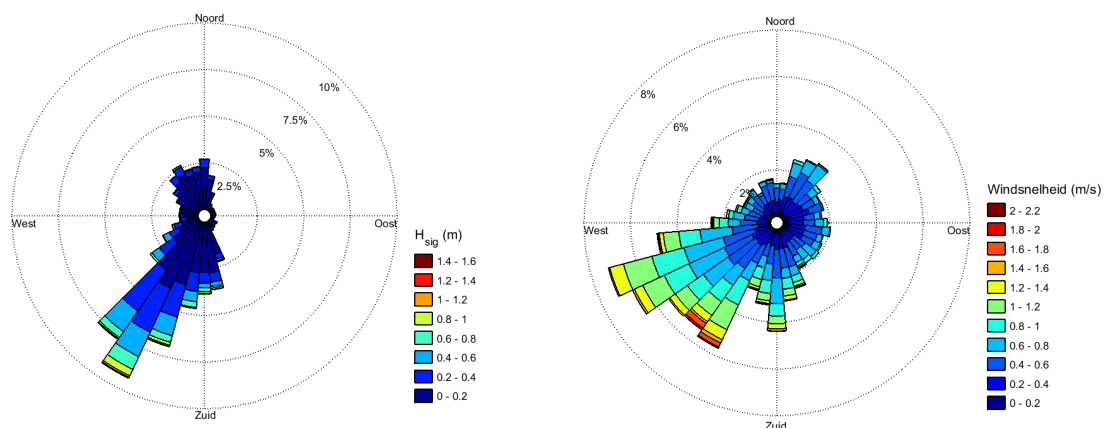 Noord
10%
7.5%
5%
2.5%
West
Oost
Zuid
H_sig (m)
1.4 - 1.6
1.2 - 1.4
1 - 1.2
0.8 - 1
0.6 - 0.8
0.4 - 0.6
0.2 - 0.4
0 - 0.2
Noord
8%
6%
4%
2%
West
Oost
Zuid
Windsnelheid (m/s)
2 - 2.2
1.8 - 2
1.6 - 1.8
1.4 - 1.6
1.2 - 1.4
1 - 1.2
0.8 - 1
0.6 - 0.8
0.4 - 0.6
0.2 - 0.4
0 - 0.2